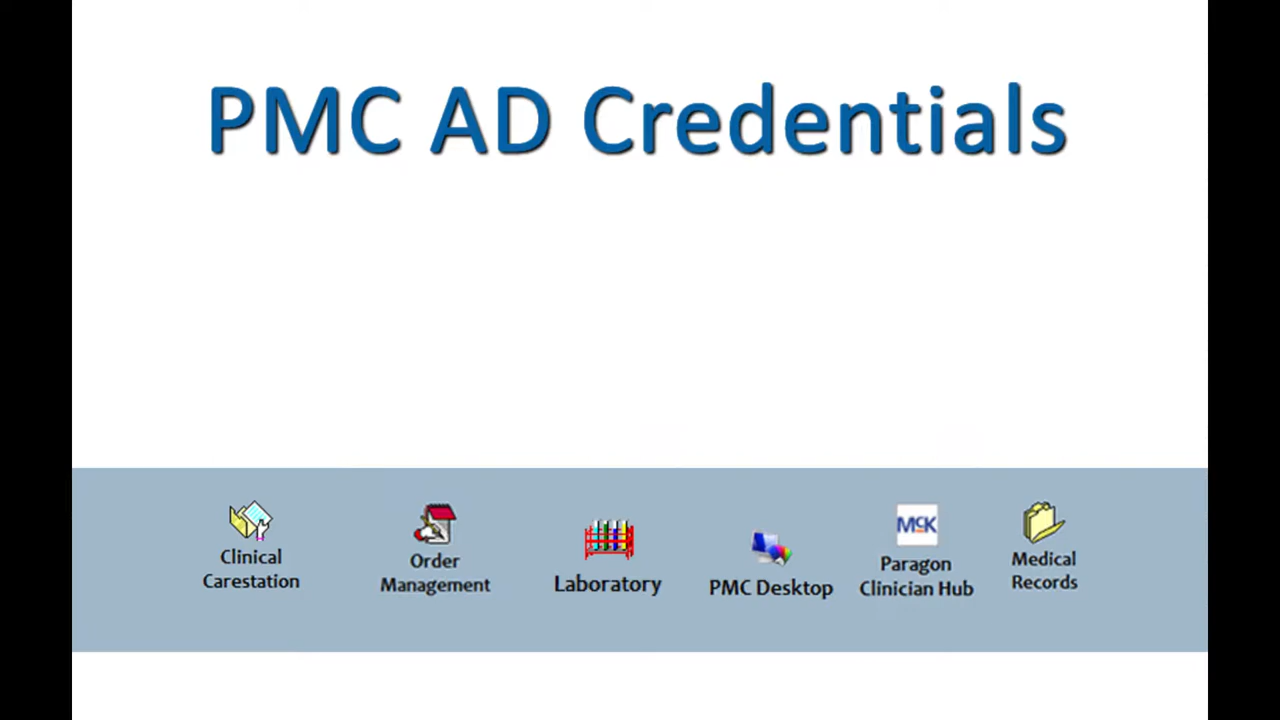 PMC AD Credentials
Clinical
Carestation
Order
Management
Laboratory
PMC Desktop
McK
Paragon
Clinician Hub
Medical
Records